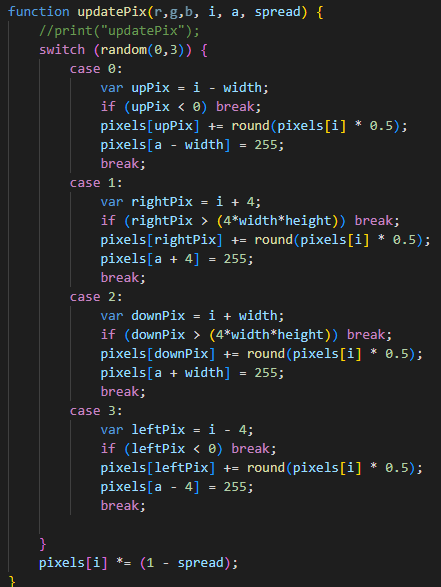 function updatePix(r,g,b, i, a, spread) {
    //print("updatePix");
    switch (random(0,3)) {
        case 0:
            var upPix = i - width;
            if (upPix < 0) break;
            pixels[upPix] += round(pixels[i] * 0.5);
            pixels[a - width] = 255;
            break;
        case 1:
            var rightPix = i + 4;
            if (rightPix > (4*width*height)) break;
            pixels[rightPix] += round(pixels[i] * 0.5);
            pixels[a + 4] = 255;
            break;
        case 2:
            var downPix = i + width;
            if (downPix > (4*width*height)) break;
            pixels[downPix] += round(pixels[i] * 0.5);
            pixels[a + width] = 255;
            break;
        case 3:
            var leftPix = i - 4;
            if (leftPix < 0) break;
            pixels[leftPix] += round(pixels[i] * 0.5);
            pixels[a - 4] = 255;
            break;

    }
    pixels[i] *= (1 - spread);
}